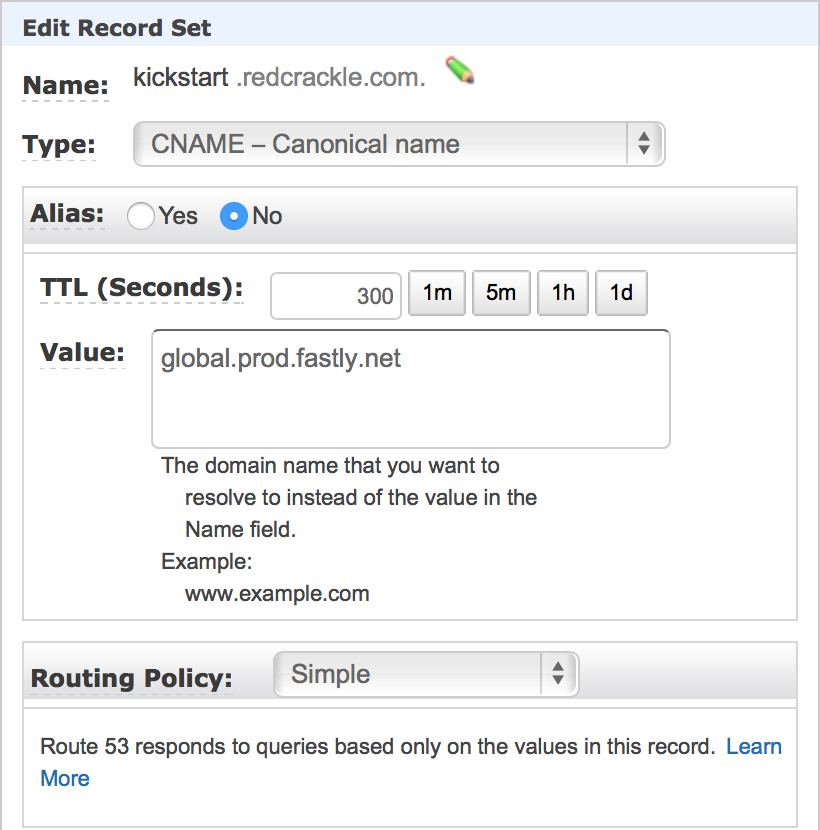 Edit Record Set
Name: kickstart .redcrackle.com.
Type: CNAME – Canonical name
Alias: Yes No
TTL (Seconds): 300 1m 5m 1h 1d
Value: global.prod.fastly.net
The domain name that you want to
resolve to instead of the value in the
Name field.
Example:
www.example.com
Routing Policy: Simple
Route 53 responds to queries based only on the values in this record. Learn
More